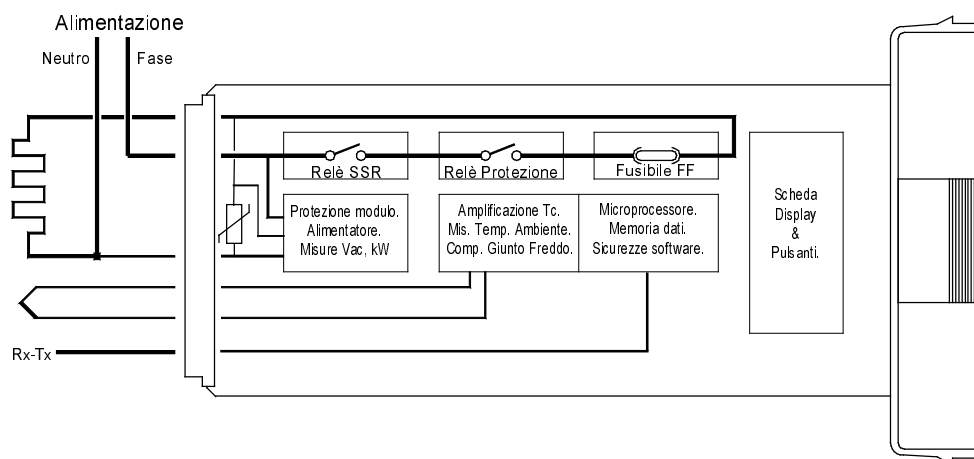 Alimentazione
Neutro
Fase
Relè SSR
Relè Protezione
Fusibile FF
Protezione modulo.
Alimentatore.
Misure Vac, kW
Amplificazione Tc.
Mis. Temp. Ambiente.
Comp. Giunto Freddo.
Microprocessore.
Memoria dati.
Sicurezze software.
Scheda
Display
&
Pulsanti.
Rx-Tx